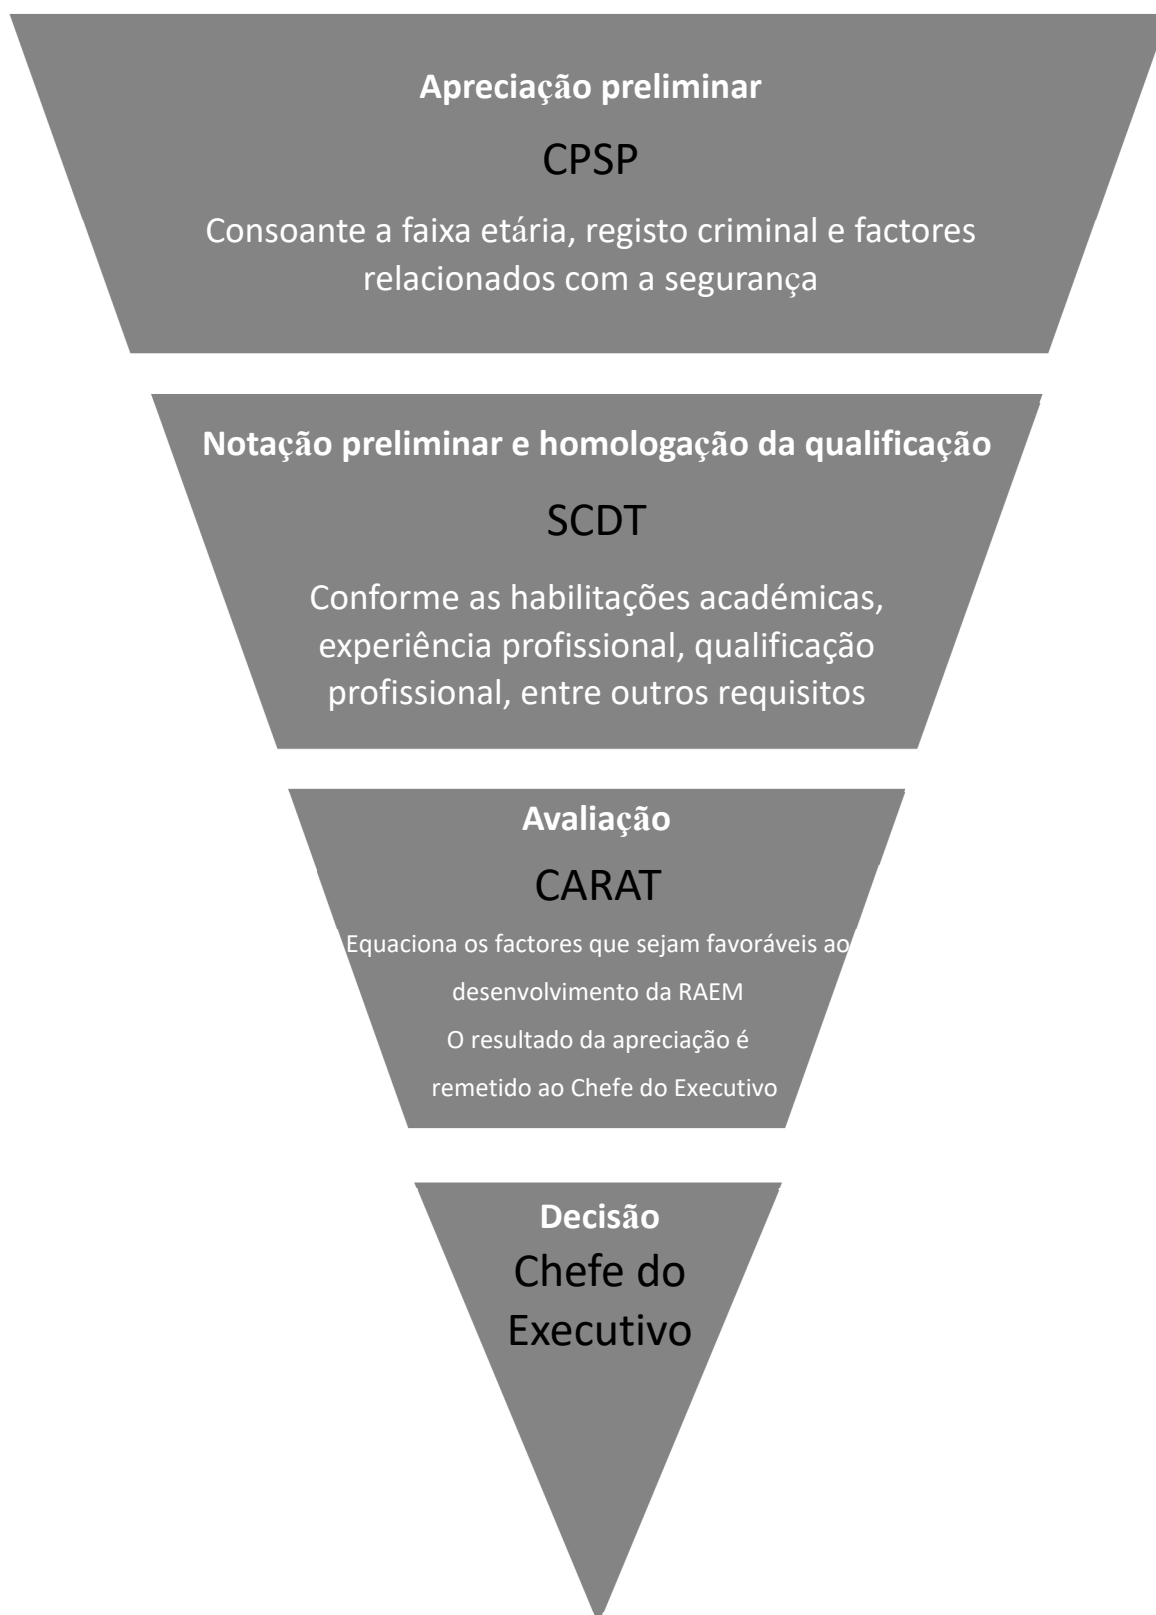 Apreciação preliminar
CPSP
Consoante a faixa etária, registo criminal e factores
relacionados com a segurança
Notação preliminar e homologação da qualificação
SCDT
Conforme as habilitações académicas,
experiência profissional, qualificação
profissional, entre outros requisitos
Avaliação
CARAT
Equaciona os factores que sejam favoráveis ao
desenvolvimento da RAEM
O resultado da apreciação é
remetido ao Chefe do Executivo
Decisão
Chefe do
Executivo